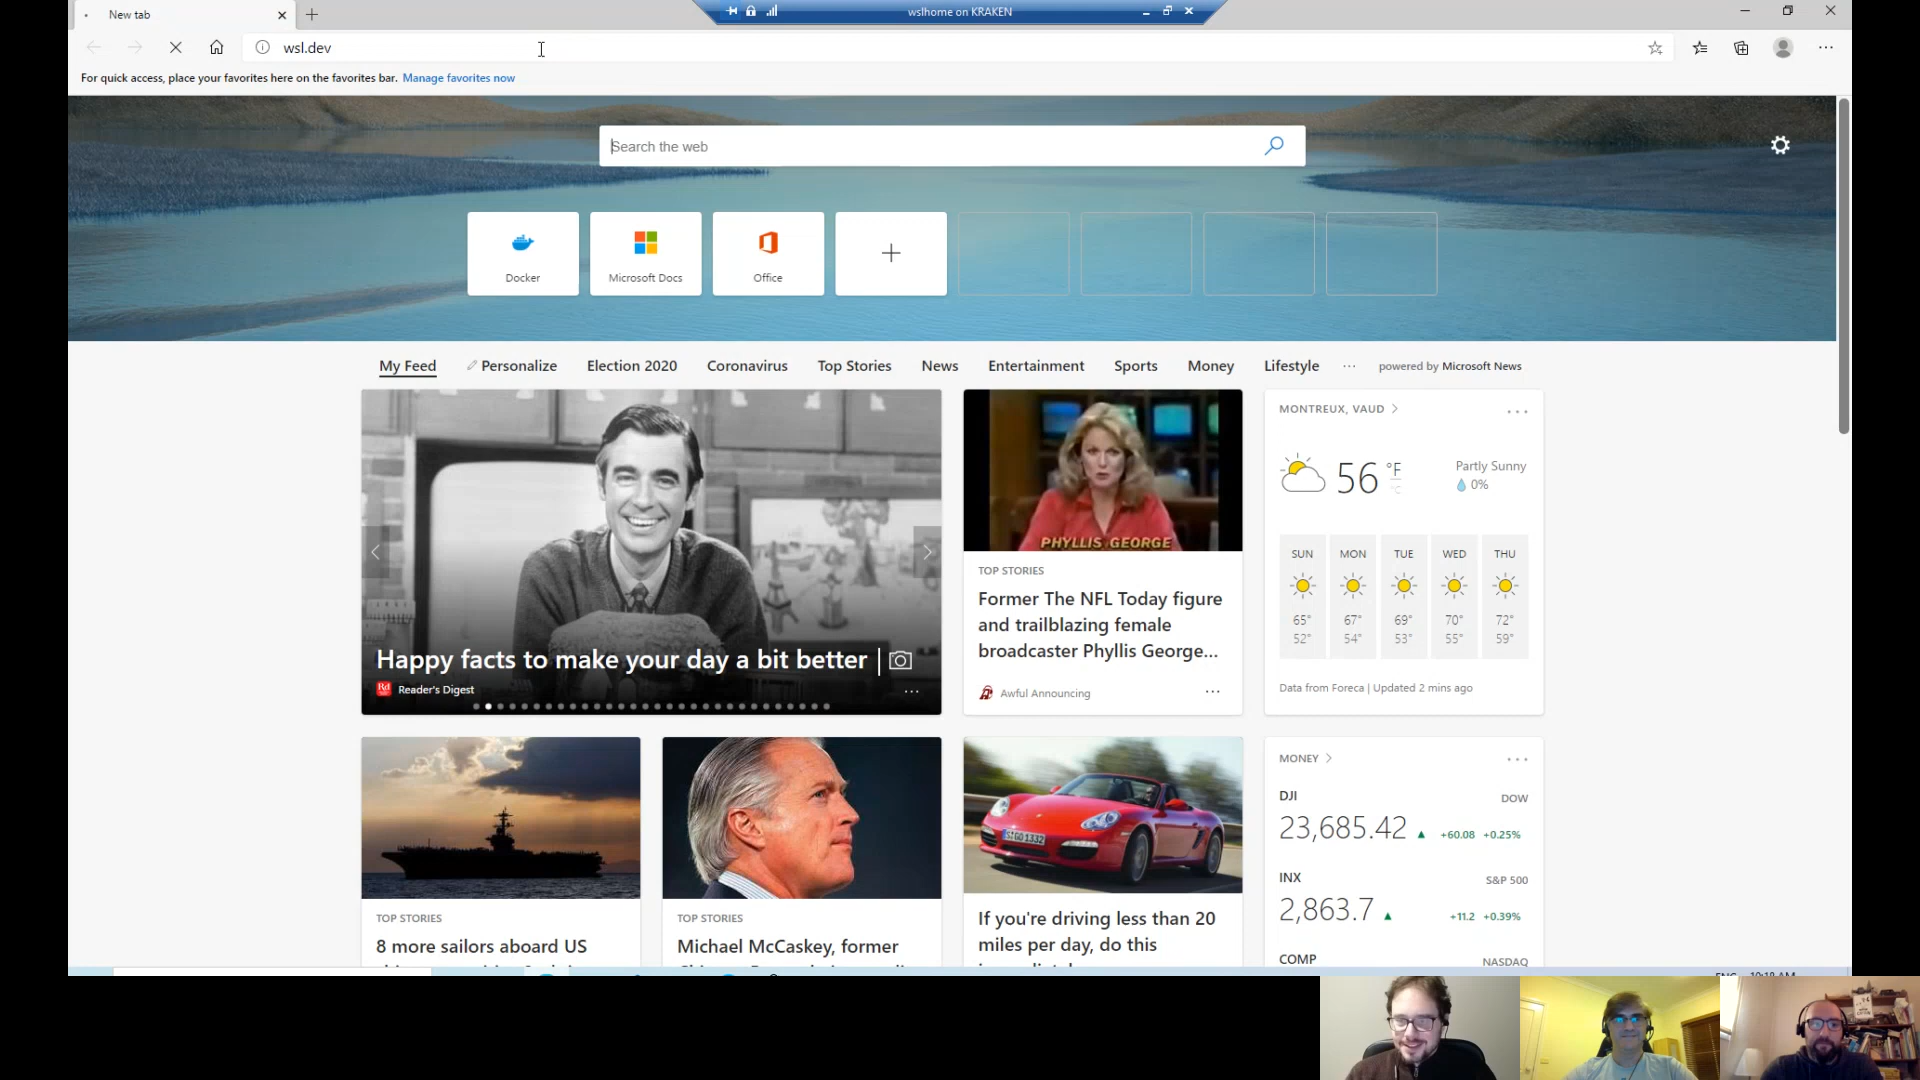 New tab
wslhome on KRAKEN
wsl.dev
For quick access, place your favorites here on the favorites bar. Manage favorites now
Search the web
Docker
Microsoft Docs
Office
My Feed
Personalize
Election 2020
Coronavirus
Top Stories
News
Entertainment
Sports
Money
Lifestyle
powered by Microsoft News
Happy facts to make your day a bit better
Reader's Digest
PHYLLIS GEORGE
TOP STORIES
Former The NFL Today figure
and trailblazing female
broadcaster Phyllis George...
Awful Announcing
MONTREUX, VAUD
56 °F
°C
Partly Sunny
0%
SUN MON TUE WED THU
65° 67° 69° 70° 72°
52° 54° 53° 55° 59°
Data from Foreca | Updated 2 mins ago
TOP STORIES
8 more sailors aboard US
TOP STORIES
Michael McCaskey, former
If you're driving less than 20
miles per day, do this
MONEY
DJI
DOW
23,685.42
+60.08 +0.25%
INX
S&P 500
2,863.7
+11.2 +0.39%
COMP
NASDAQ